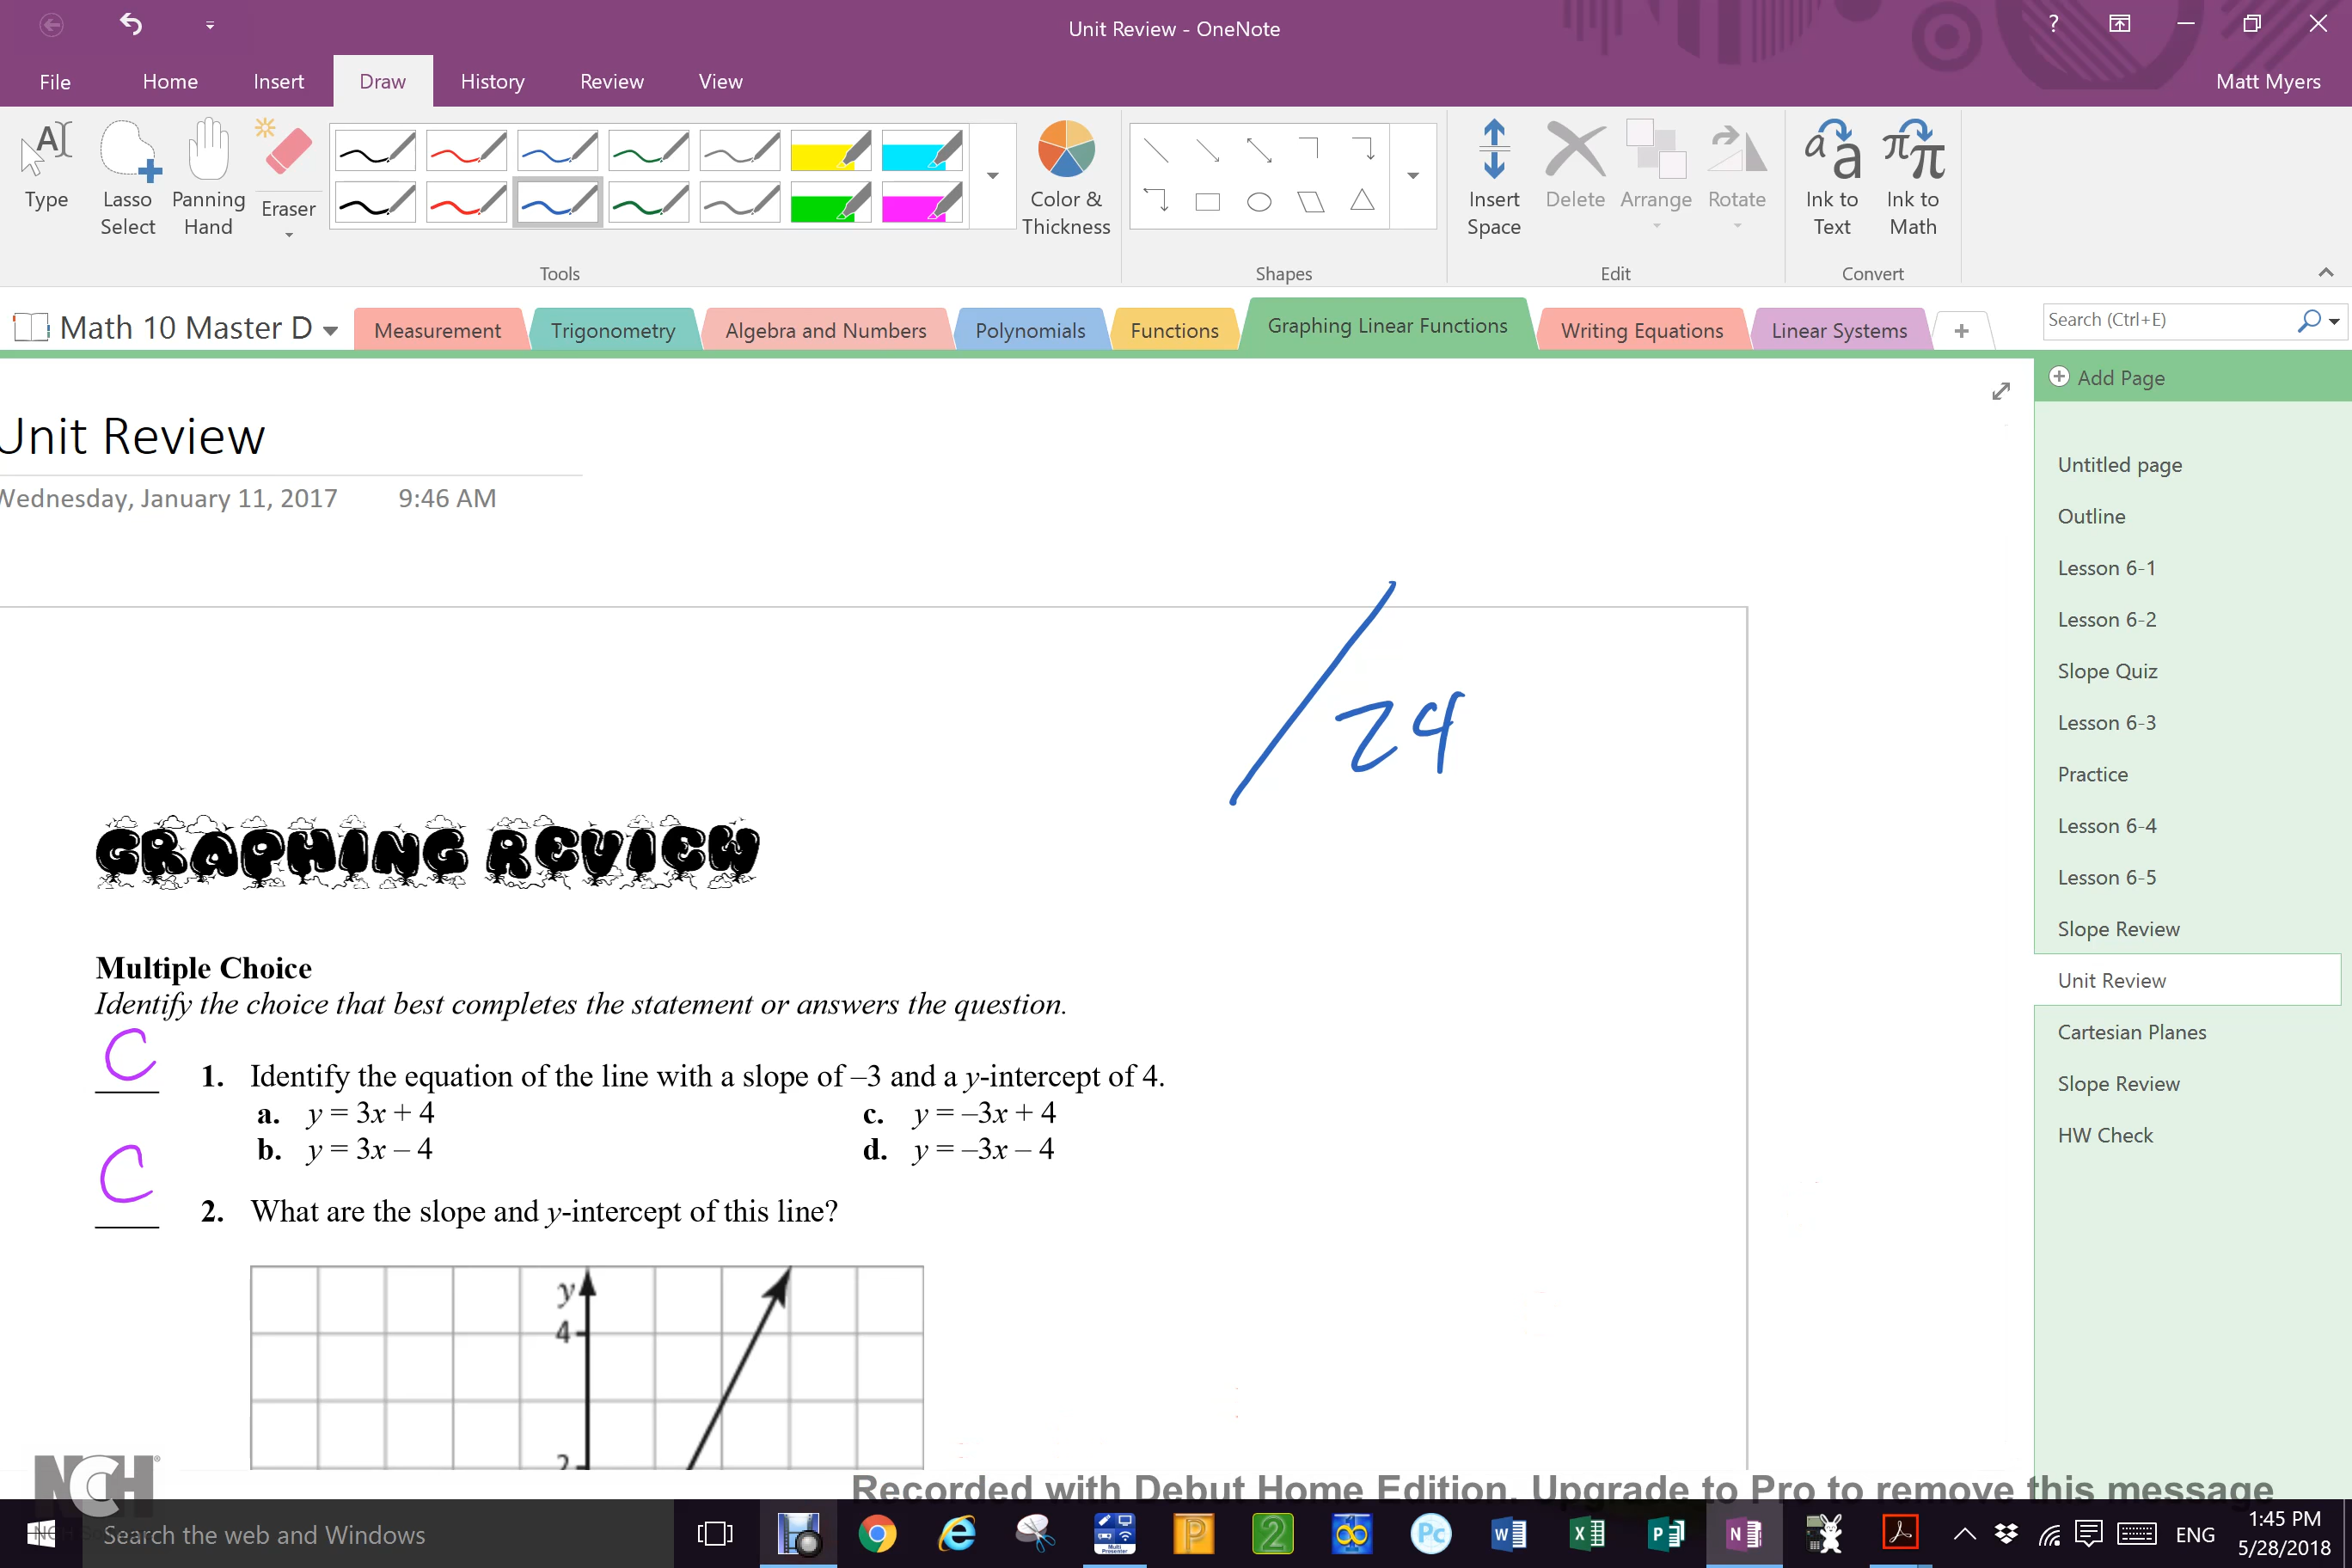 Unit Review - OneNote
?
File Home Insert Draw History Review View
Matt Myers
Type
Lasso Select
Panning Hand
Eraser
Color & Thickness
Insert Space
Delete
Arrange
Rotate
Ink to Text
Ink to Math
Tools
Shapes
Edit
Convert
Math 10 Master D
Measurement
Trigonometry
Algebra and Numbers
Polynomials
Functions
Graphing Linear Functions
Writing Equations
Linear Systems
+
Search (Ctrl+E)
Unit Review
Wednesday, January 11, 2017 9:46 AM
/24
GRAPHING REVIEW
Multiple Choice
Identify the choice that best completes the statement or answers the question.
C
1. Identify the equation of the line with a slope of –3 and a y-intercept of 4.
a. y = 3x + 4 c. y = –3x + 4
b. y = 3x – 4 d. y = –3x – 4
C
2. What are the slope and y-intercept of this line?
y
4
2
Add Page
Untitled page
Outline
Lesson 6-1
Lesson 6-2
Slope Quiz
Lesson 6-3
Practice
Lesson 6-4
Lesson 6-5
Slope Review
Unit Review
Cartesian Planes
Slope Review
HW Check
NCH
Recorded with Debut Home Edition. Upgrade to Pro to remove this message
Search the web and Windows
ENG
1:45 PM
5/28/2018